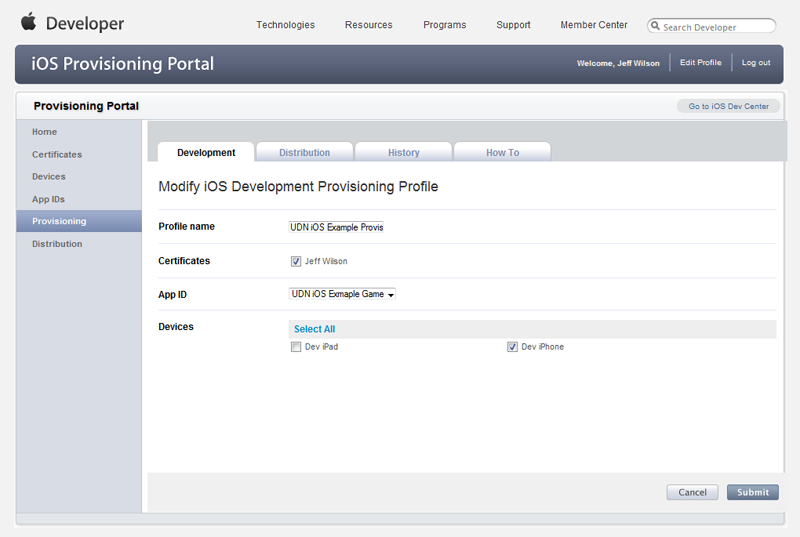 Developer
Technologies Resources Programs Support Member Center Search Developer
iOS Provisioning Portal
Welcome, Jeff Wilson Edit Profile Log out
Provisioning Portal
Go to iOS Dev Center
Home
Certificates
Devices
App IDs
Provisioning
Distribution
Development Distribution History How To
Modify iOS Development Provisioning Profile
Profile name UDN iOS Example Provis
Certificates Jeff Wilson
App ID UDN iOS Exmaple Game
Devices Select All
Dev iPad Dev iPhone
Cancel Submit